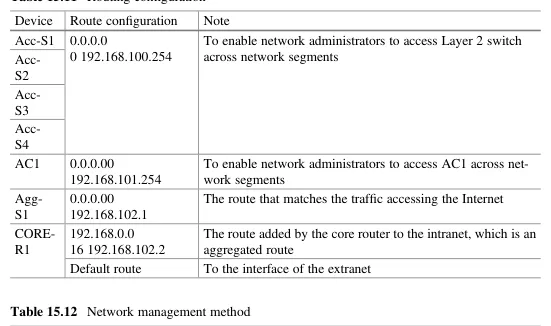 Table 15.11 Routing configuration
Device Route configuration Note
Acc-S1 0.0.0.0 To enable network administrators to access Layer 2 switch
Acc- 0 192.168.100.254 across network segments
S2
Acc-
S3
Acc-
S4
AC1 0.0.0.00 To enable network administrators to access AC1 across net-
192.168.101.254 work segments
Agg- 0.0.0.00 The route that matches the traffic accessing the Internet
S1 192.168.102.1
CORE- 192.168.0.0 The route added by the core router to the intranet, which is an
R1 16 192.168.102.2 aggregated route
Default route To the interface of the extranet
Table 15.12 Network management method